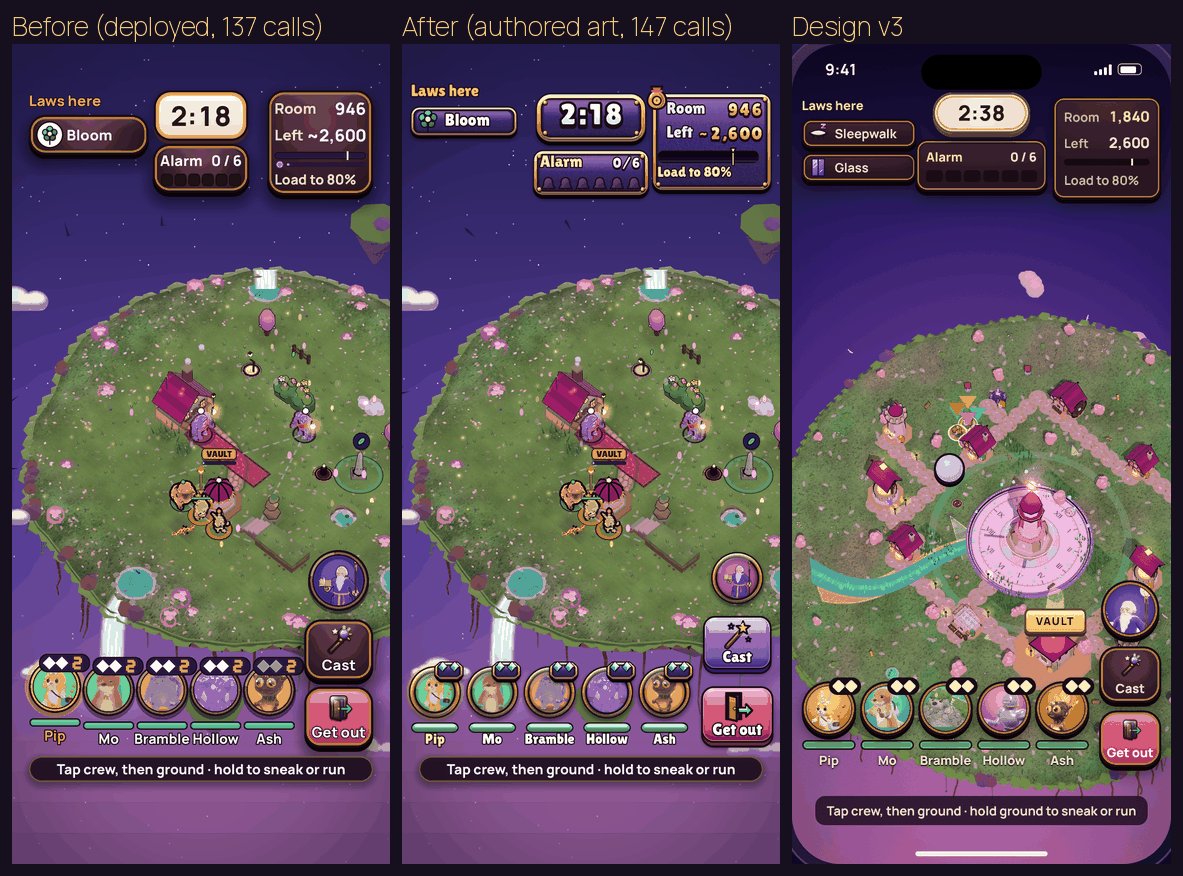 Before (deployed, 137 calls)
Laws here
Bloom
2:18
Alarm 0/6
Room 946
Left ~2,600
Load to 80%
VAULT
2
2
2
2
2
Cast
Get out
Pip
Mo
Bramble
Hollow
Ash
Tap crew, then ground · hold to sneak or run
After (authored art, 147 calls)
Laws here
Bloom
2:18
Alarm 0/6
Room 946
Left ~2,600
Load to 80%
VAULT
Cast
Get out
Pip
Mo
Bramble
Hollow
Ash
Tap crew, then ground · hold to sneak or run
Design v3
9:41
Laws here
Sleepwalk
Glass
2:38
Alarm 0/6
Room 1,840
Left 2,600
Load to 80%
VAULT
Cast
Get out
Pip
Mo
Bramble
Hollow
Ash
Tap crew, then ground · hold ground to sneak or run